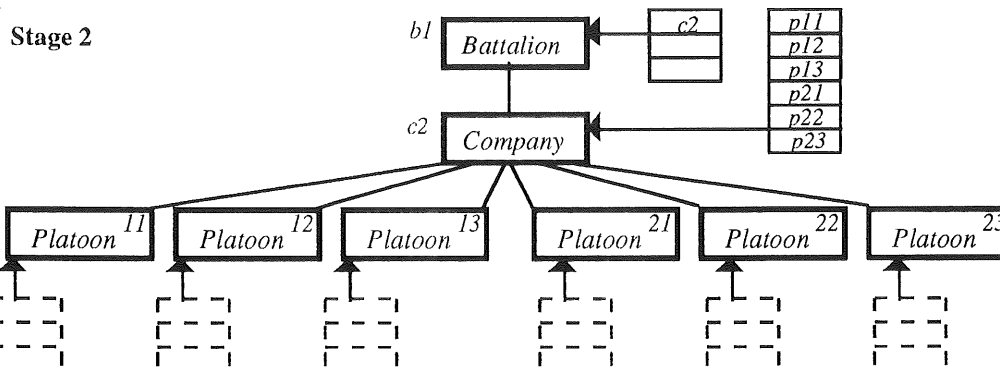 Stage 2
b1
Battalion
c2
p11
p12
p13
p21
p22
p23
c2
Company
Platoon 11
Platoon 12
Platoon 13
Platoon 21
Platoon 22
Platoon 23